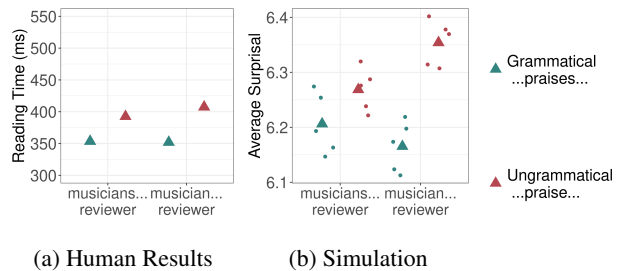 Reading Time (ms)
550
500
450
400
350
300
musicians... musician...
reviewer reviewer
(a) Human Results
Average Surprisal
6.4
6.3
6.2
6.1
musicians... musician...
reviewer reviewer
(b) Simulation
Grammatical
...praises...
Ungrammatical
...praise...